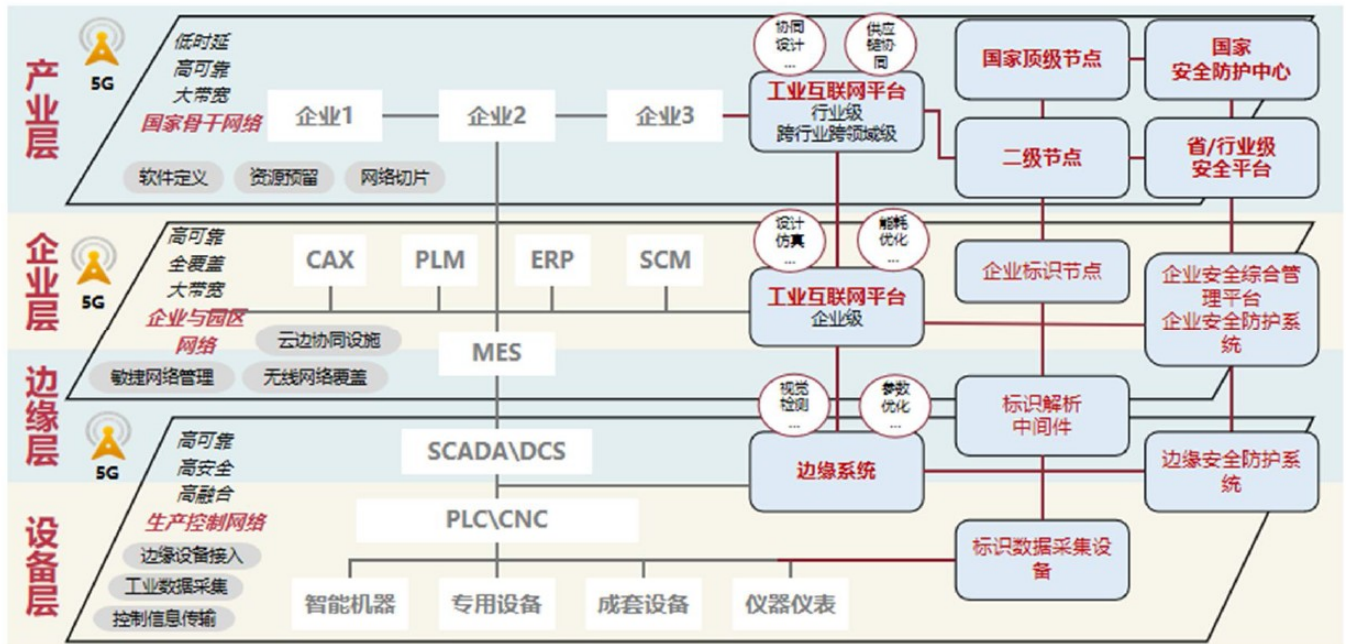 产业层
5G
低时延
高可靠
大带宽
国家骨干网络
企业1
企业2
企业3
软件定义
资源预留
网络切片
协同
设计
...
供应
链协
同
工业互联网平台
行业级
跨行业跨领域级
国家顶级节点
国家
安全防护中心
二级节点
省/行业级
安全平台
企业层
5G
高可靠
全覆盖
大带宽
企业与园区
网络
CAX
PLM
ERP
SCM
云边协同设施
敏捷网络管理
无线网络覆盖
MES
设计
仿真
...
能耗
优化
...
工业互联网平台
企业级
企业标识节点
企业安全综合管
理平台
企业安全防护系
统
边缘层
5G
高可靠
高安全
高融合
生产控制网络
SCADA\DCS
视觉
检测
...
参数
优化
...
边缘系统
标识解析
中间件
边缘安全防护系
统
设备层
边缘设备接入
工业数据采集
控制信息传输
PLC\CNC
智能机器
专用设备
成套设备
仪器仪表
标识数据采集设
备